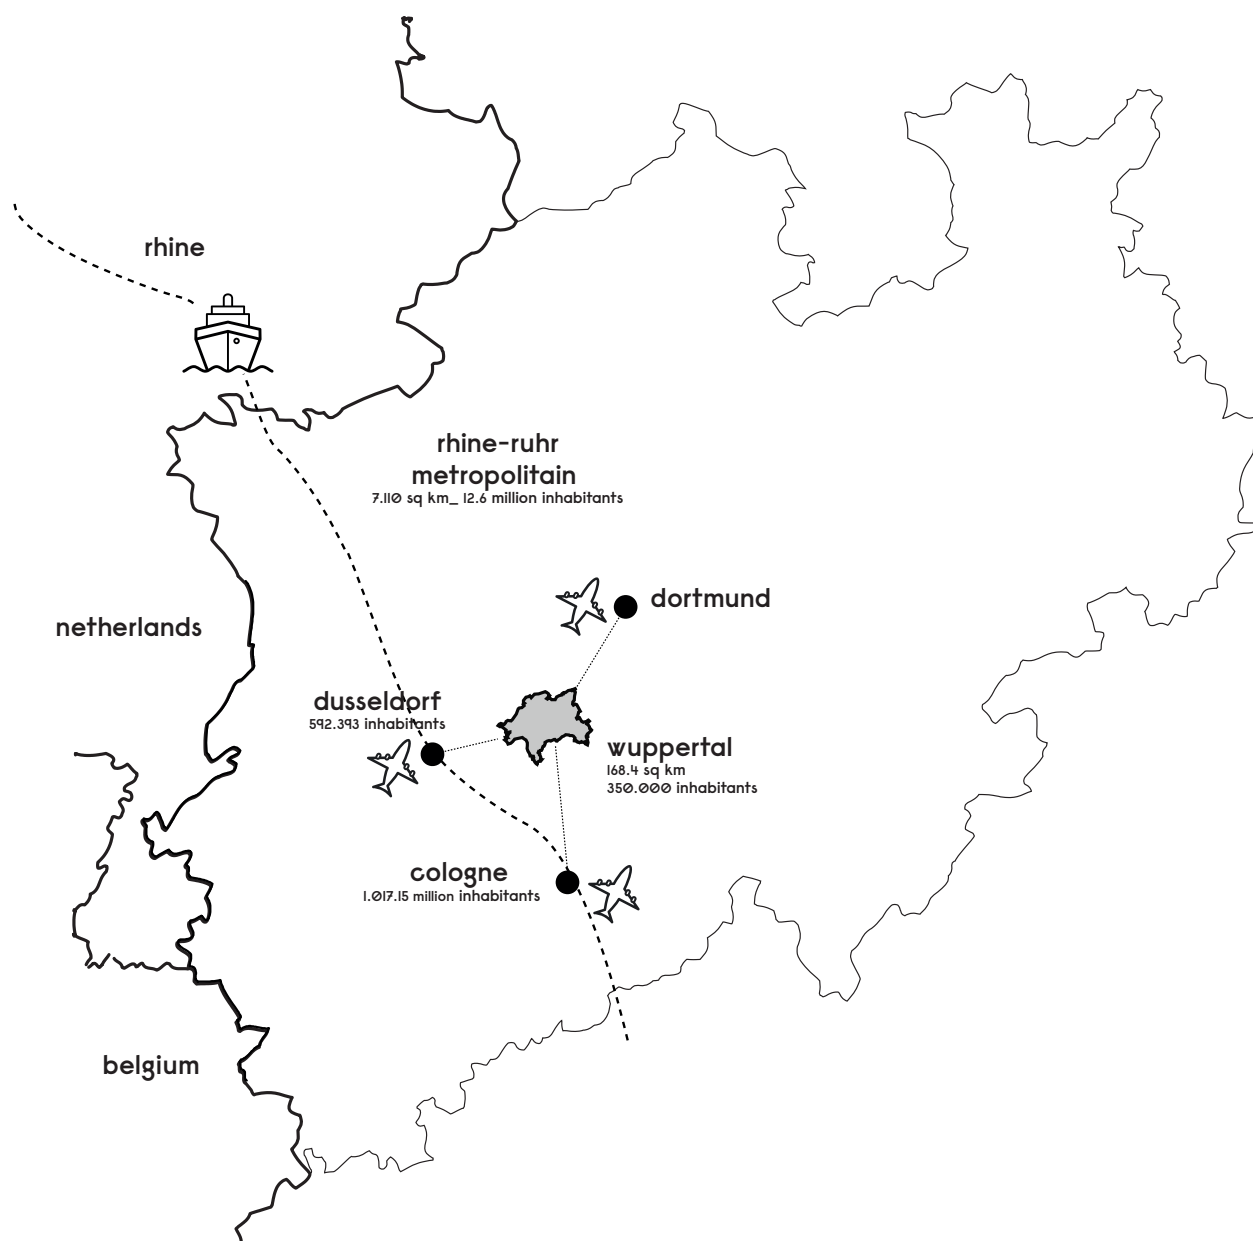 rhine
rhine-ruhr
metropolitain
7.110 sq km_ 12.6 million inhabitants
dortmund
netherlands
dusseldorf
592.393 inhabitants
wuppertal
168.4 sq km
350.000 inhabitants
cologne
1.017.15 million inhabitants
belgium